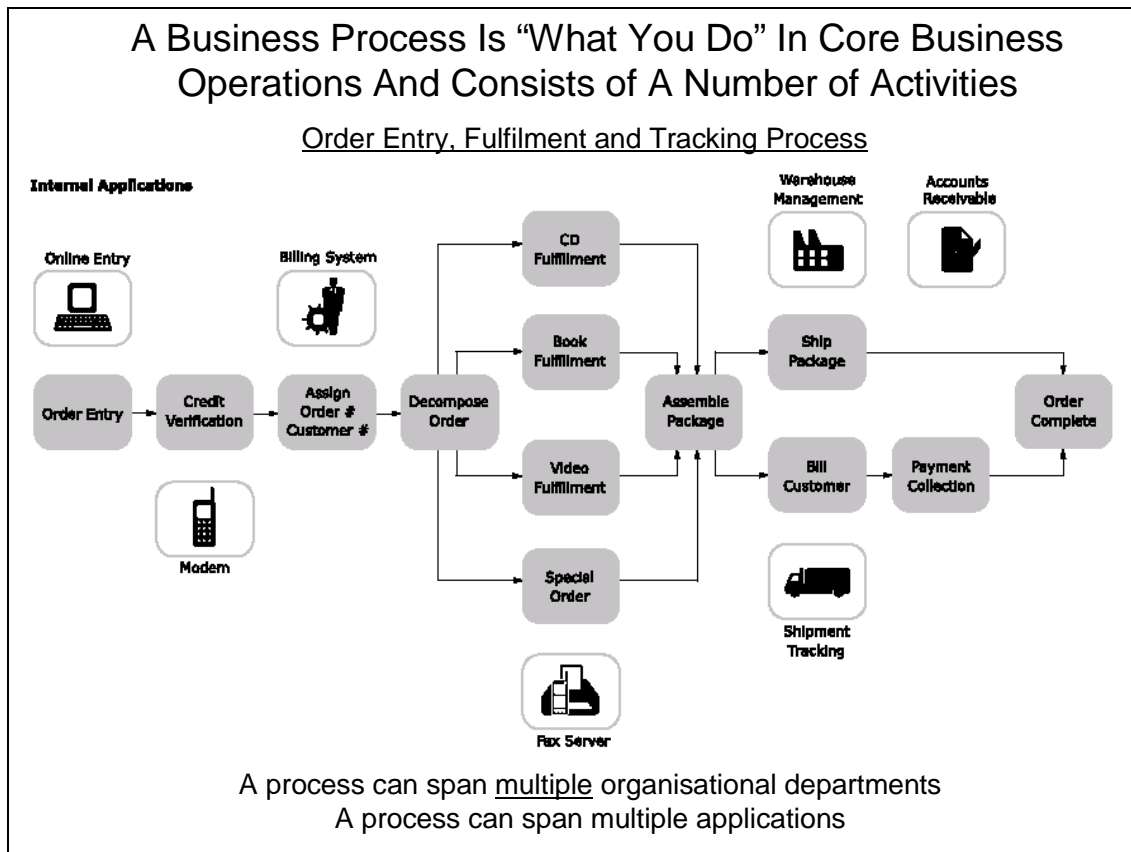 A Business Process Is “What You Do” In Core Business
Operations And Consists of A Number of Activities
Order Entry, Fulfilment and Tracking Process
Internal Applications
Warehouse
Management
Accounts
Receivable
Online Entry
Billing System
CD
Fulfilment
Book
Fulfilment
Ship
Package
Order Entry
Credit
Verification
Assign
Order #
Customer #
Decompose
Order
Assemble
Package
Order
Complete
Video
Fulfilment
Bill
Customer
Payment
Collection
Modem
Special
Order
Shipment
Tracking
Fax Server
A process can span multiple organisational departments
A process can span multiple applications